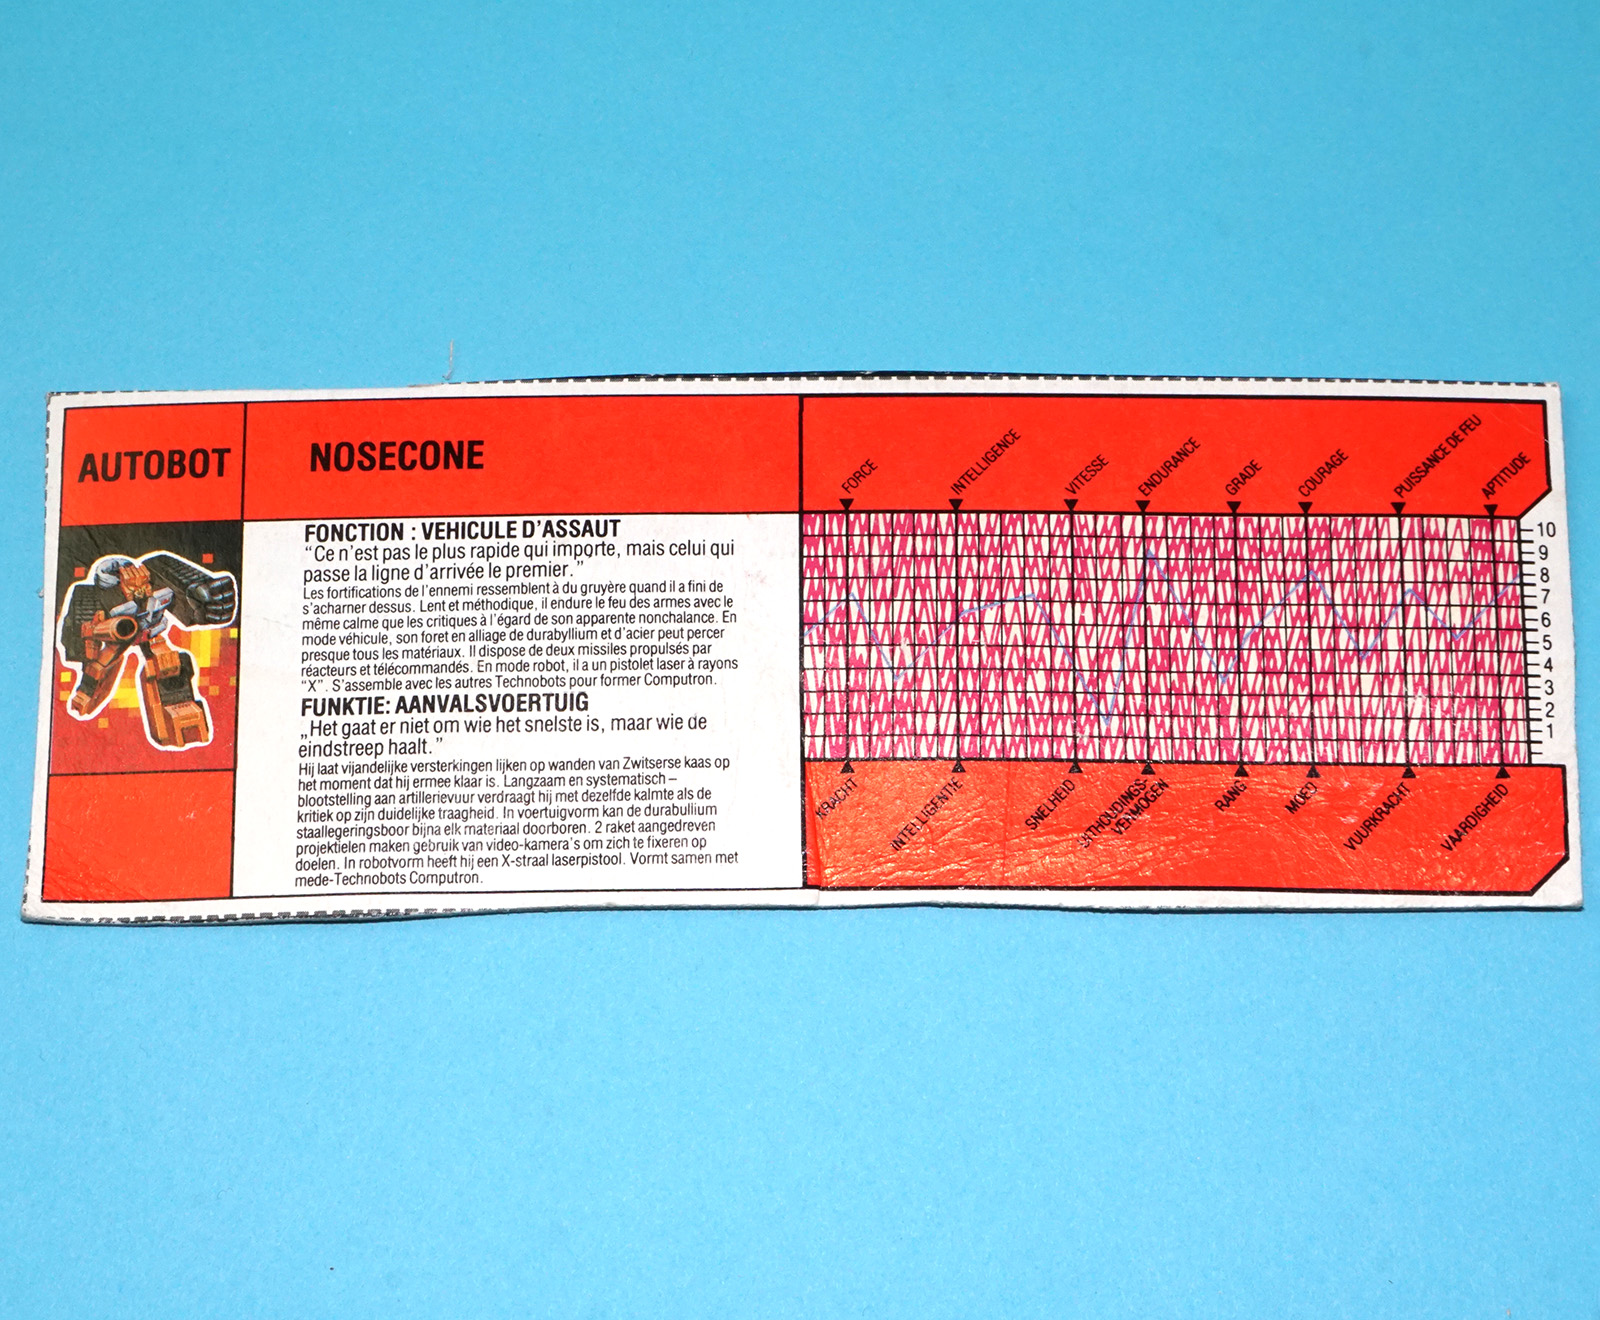 AUTOBOT
NOSECONE
FONCTION : VEHICULE D'ASSAUT
“Ce n'est pas le plus rapide qui importe, mais celui qui
passe la ligne d'arrivée le premier.”
Les fortifications de l'ennemi ressemblent à du gruyère quand il a fini de
s'acharner dessus. Lent et méthodique, il endure le feu des armes avec le
même calme que les critiques à l'égard de son apparente nonchalance. En
mode véhicule, son foret en alliage de durabyllium et d'acier peut percer
presque tous les matériaux. Il dispose de deux missiles propulsés par
réacteurs et télécommandés. En mode robot, il a un pistolet laser à rayons
“X”. S'assemble avec les autres Technobots pour former Computron.
FUNKTIE: AANVALSVOERTUIG
„Het gaat er niet om wie het snelste is, maar wie de
eindstreep haalt.”
Hij laat vijandelijke versterkingen lijken op wanden van Zwitserse kaas op
het moment dat hij ermee klaar is. Langzaam en systematisch –
blootstelling aan artillerievuur verdraagt hij met dezelfde kalmte als de
kritiek op zijn duidelijke traagheid. In voertuigvorm kan de durabullium
staallegeringsboor bijna elk materiaal doorboren. 2 raket aangedreven
projektielen maken gebruik van video-kamera's om zich te fixeren op
doelen. In robotvorm heeft hij een X-straal laserpistool. Vormt samen met
mede-Technobots Computron.
FORCE
INTELLIGENCE
VITESSE
ENDURANCE
GRADE
COURAGE
PUISSANCE DE FEU
APTITUDE
10
9
8
7
6
5
4
3
2
1
KRACHT
INTELLIGENTIE
SNELHEID
UITHOUDINGS-
VERMOGEN
RANG
MOED
VUURKRACHT
VAARDIGHEID